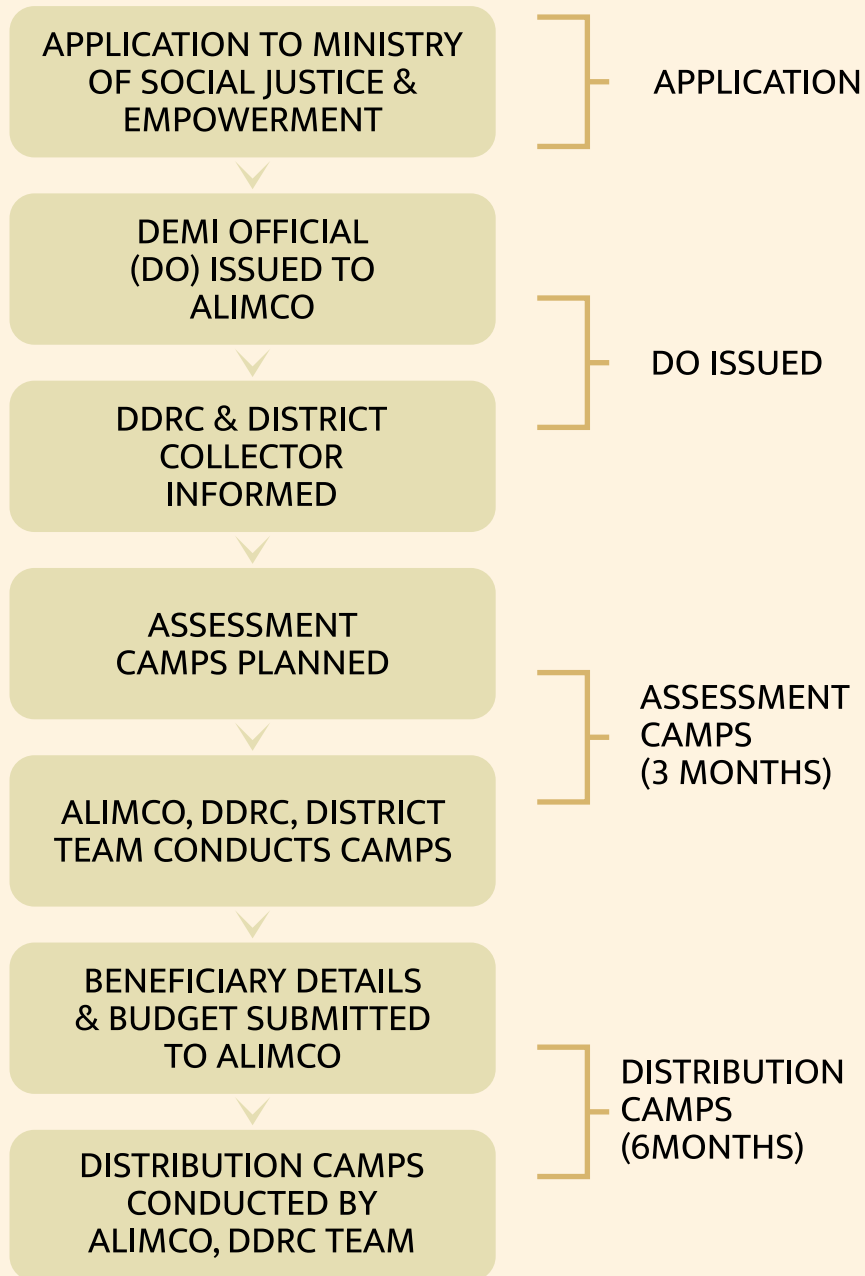 APPLICATION TO MINISTRY
OF SOCIAL JUSTICE &
EMPOWERMENT
APPLICATION
DEMI OFFICIAL
(DO) ISSUED TO
ALIMCO
DO ISSUED
DDRC & DISTRICT
COLLECTOR
INFORMED
ASSESSMENT
CAMPS PLANNED
ASSESSMENT
CAMPS
(3 MONTHS)
ALIMCO, DDRC, DISTRICT
TEAM CONDUCTS CAMPS
BENEFICIARY DETAILS
& BUDGET SUBMITTED
TO ALIMCO
DISTRIBUTION
CAMPS
(6MONTHS)
DISTRIBUTION CAMPS
CONDUCTED BY
ALIMCO, DDRC TEAM